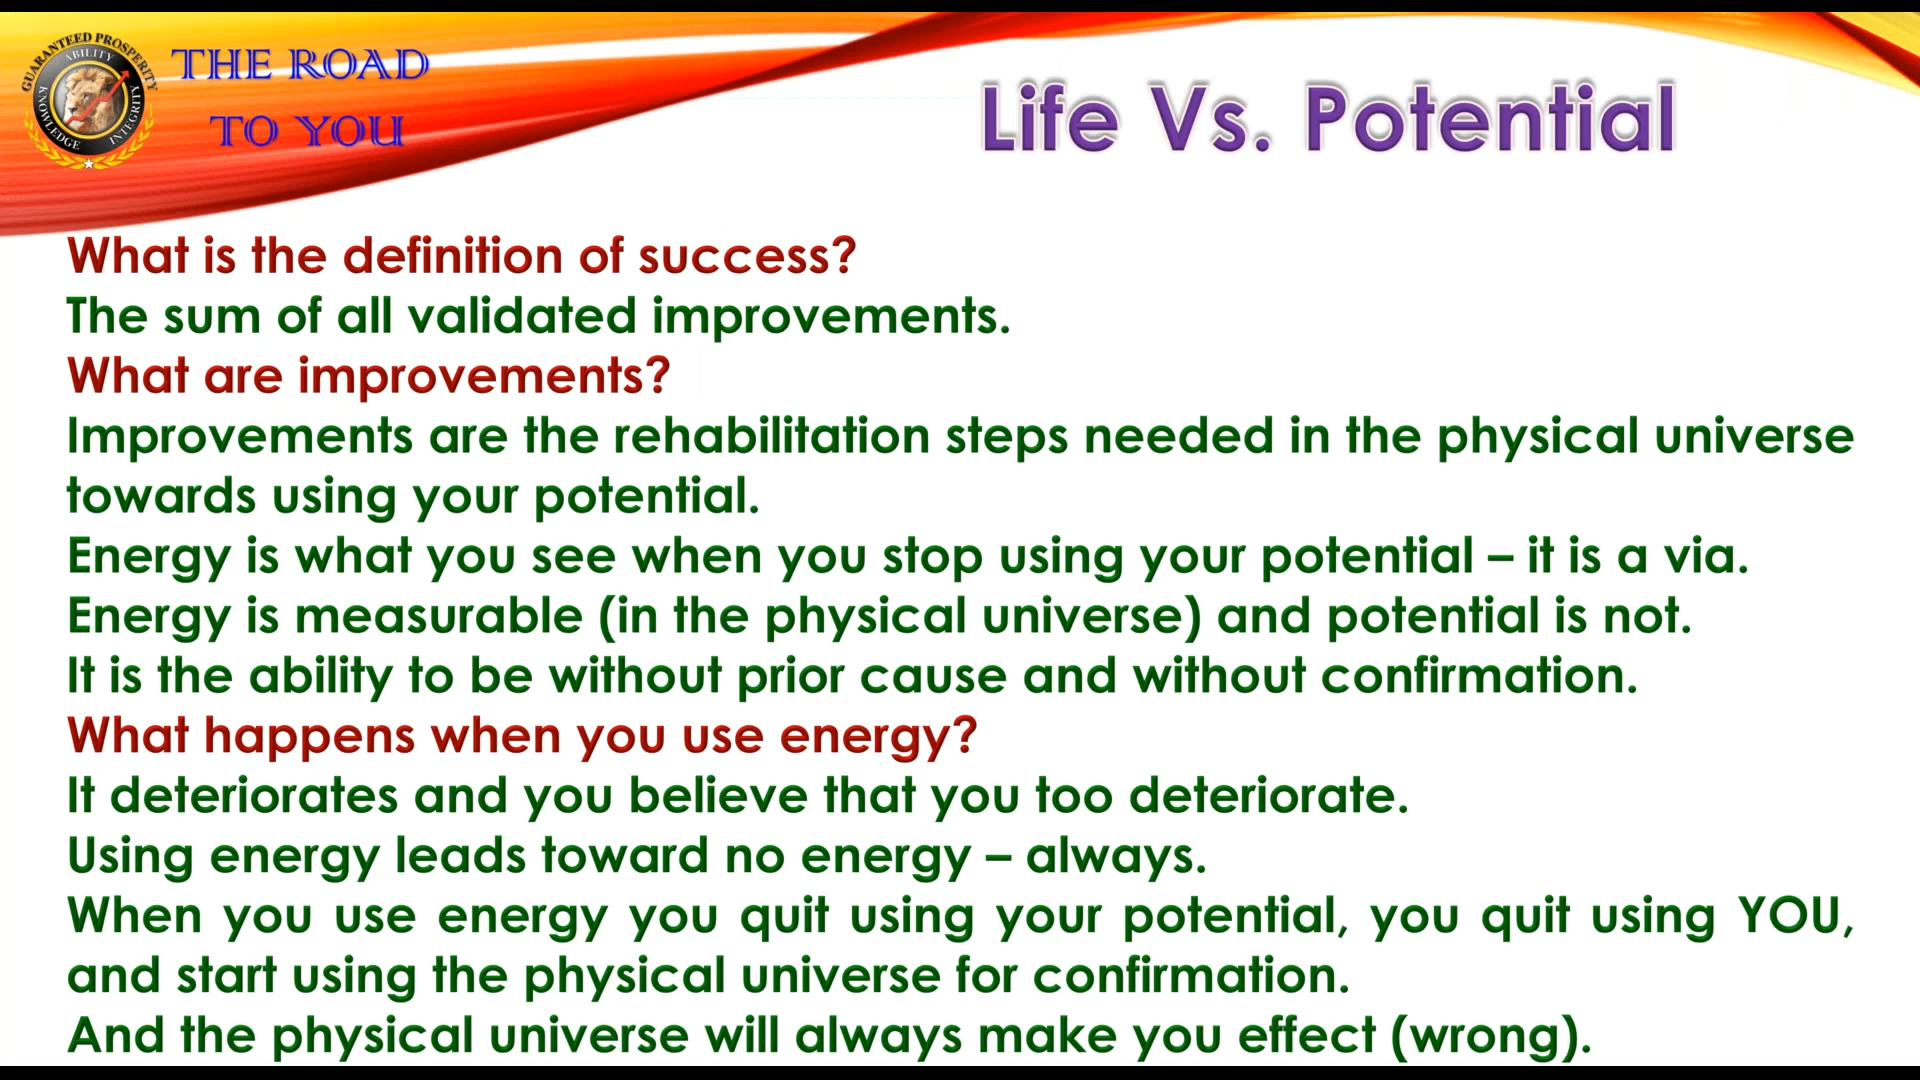 GUARANTEED PROSPERITY
ABILITY
KNOWLEDGE
INTEGRITY
THE ROAD
TO YOU
Life Vs. Potential
What is the definition of success?
The sum of all validated improvements.
What are improvements?
Improvements are the rehabilitation steps needed in the physical universe
towards using your potential.
Energy is what you see when you stop using your potential – it is a via.
Energy is measurable (in the physical universe) and potential is not.
It is the ability to be without prior cause and without confirmation.
What happens when you use energy?
It deteriorates and you believe that you too deteriorate.
Using energy leads toward no energy – always.
When you use energy you quit using your potential, you quit using YOU,
and start using the physical universe for confirmation.
And the physical universe will always make you effect (wrong).